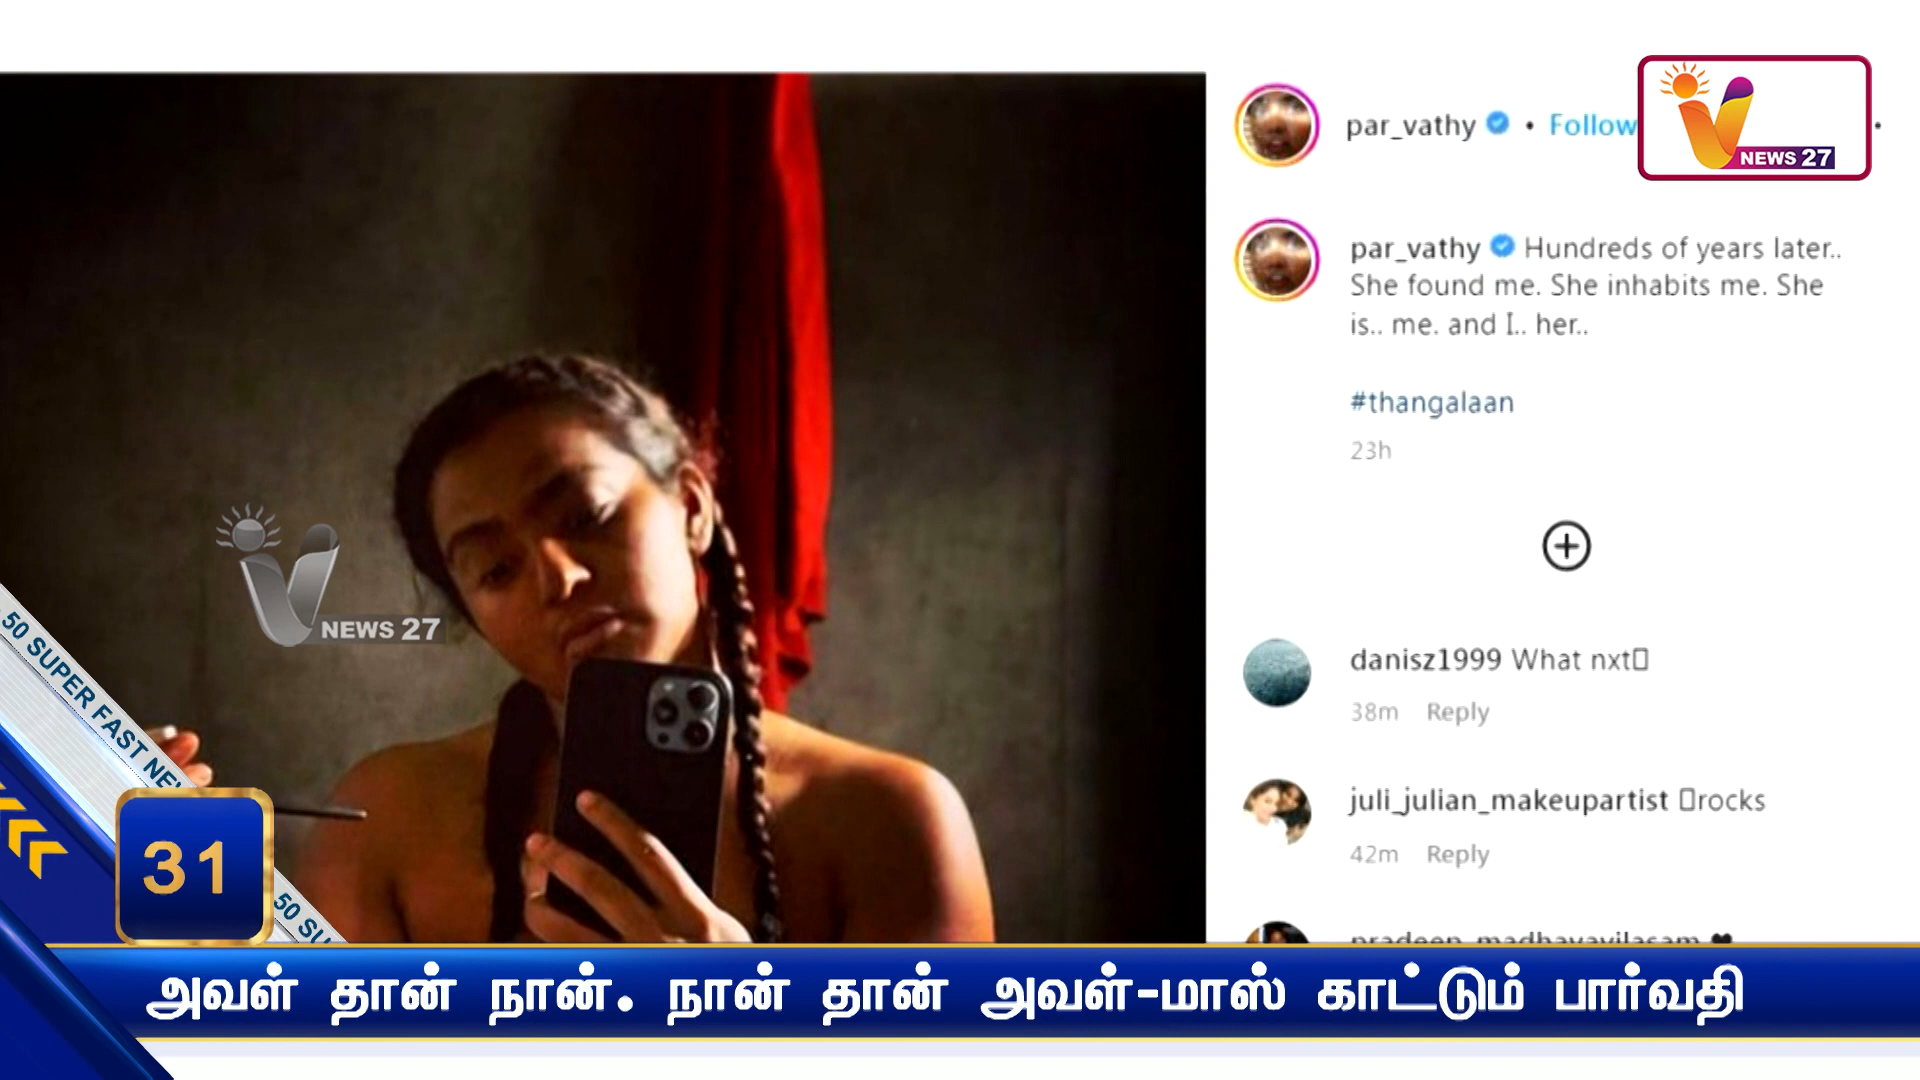 par_vathy • Follow
NEWS 27
par_vathy Hundreds of years later..
She found me. She inhabits me. She
is.. me. and I.. her..
#thangalaan
23h
NEWS 27
danisz1999 What nxt
38m Reply
juli_julian_makeupartist rocks
42m Reply
pradeep_madhavavilasam
50 SUPER FAST NEW
31
50 SU
அவள் தான் நான். நான் தான் அவள்-மாஸ் காட்டும் பார்வதி